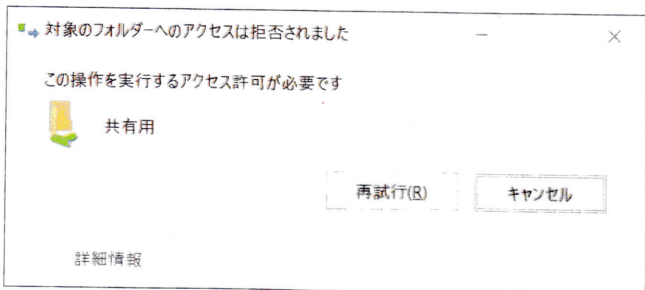 対象のフォルダーへのアクセスは拒否されました
この操作を実行するアクセス許可が必要です
共有用
再試行(R)
キャンセル
詳細情報